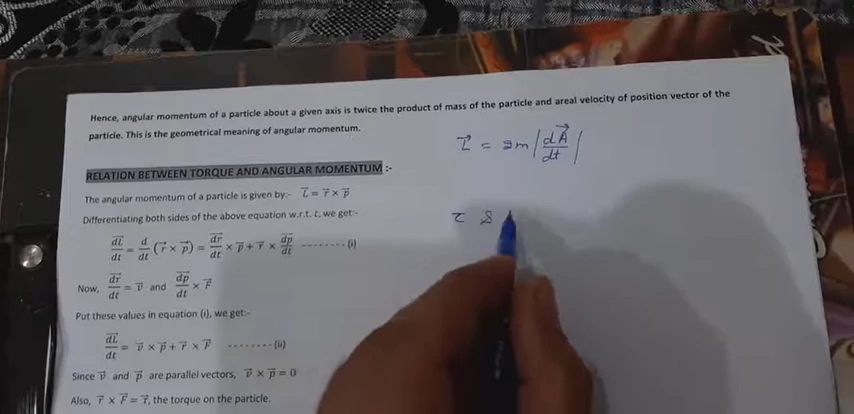 Hence, angular momentum of a particle about a given axis is twice the product of mass of the particle and areal velocity of position vector of the
particle. This is the geometrical meaning of angular momentum.
L⃗ = 2m|dA⃗/dt|
RELATION BETWEEN TORQUE AND ANGULAR MOMENTUM :-
The angular momentum of a particle is given by:- L⃗ = r⃗ × p⃗
Differentiating both sides of the above equation w.r.t. t, we get:-
τ &
dL⃗/dt = d/dt (r⃗ × p⃗) = dr⃗/dt × p⃗ + r⃗ × dp⃗/dt -------- (i)
Now, dr⃗/dt = v⃗ and dp⃗/dt × F⃗
Put these values in equation (i), we get:-
dL⃗/dt = v⃗ × p⃗ + r⃗ × F⃗ -------- (ii)
Since v⃗ and p⃗ are parallel vectors, v⃗ × p⃗ = 0
Also, r⃗ × F⃗ = τ⃗, the torque on the particle.